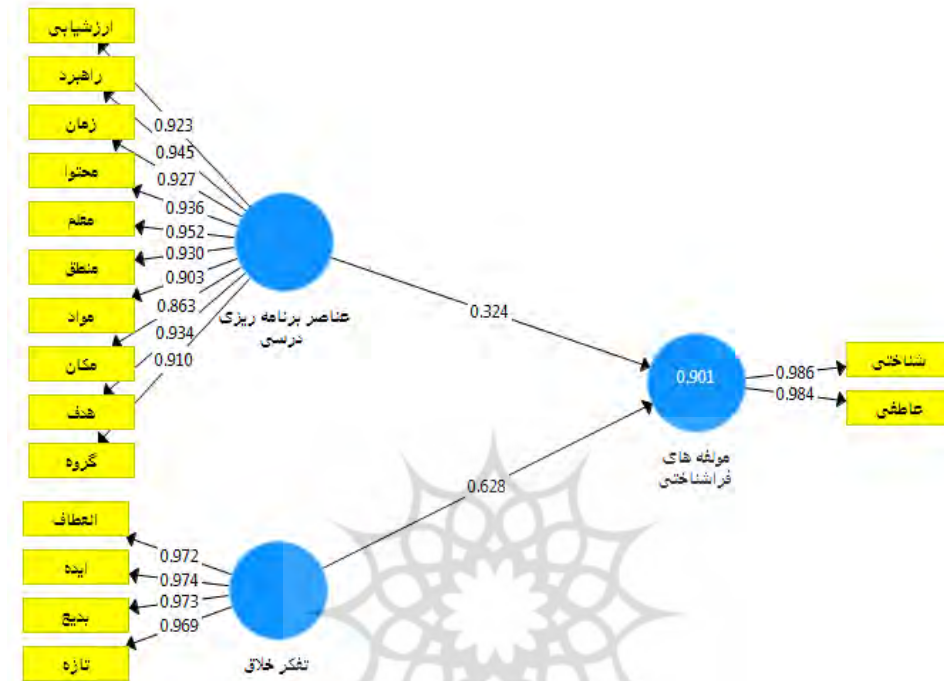 ارزشیابی
راهبرد
زمان
محتوا
معلم
منطق
مواد
مکان
هدف
گروه
0.923
0.945
0.927
0.936
0.952
0.930
0.903
0.863
0.934
0.910
عناصر برنامه ریزی
درسی
0.324
0.901
مولفه های
فراشناختی
0.986
0.984
شناختی
عاطفی
0.628
انعطاف
ایده
بدیع
تازه
0.972
0.974
0.973
0.969
تفکر خلاق